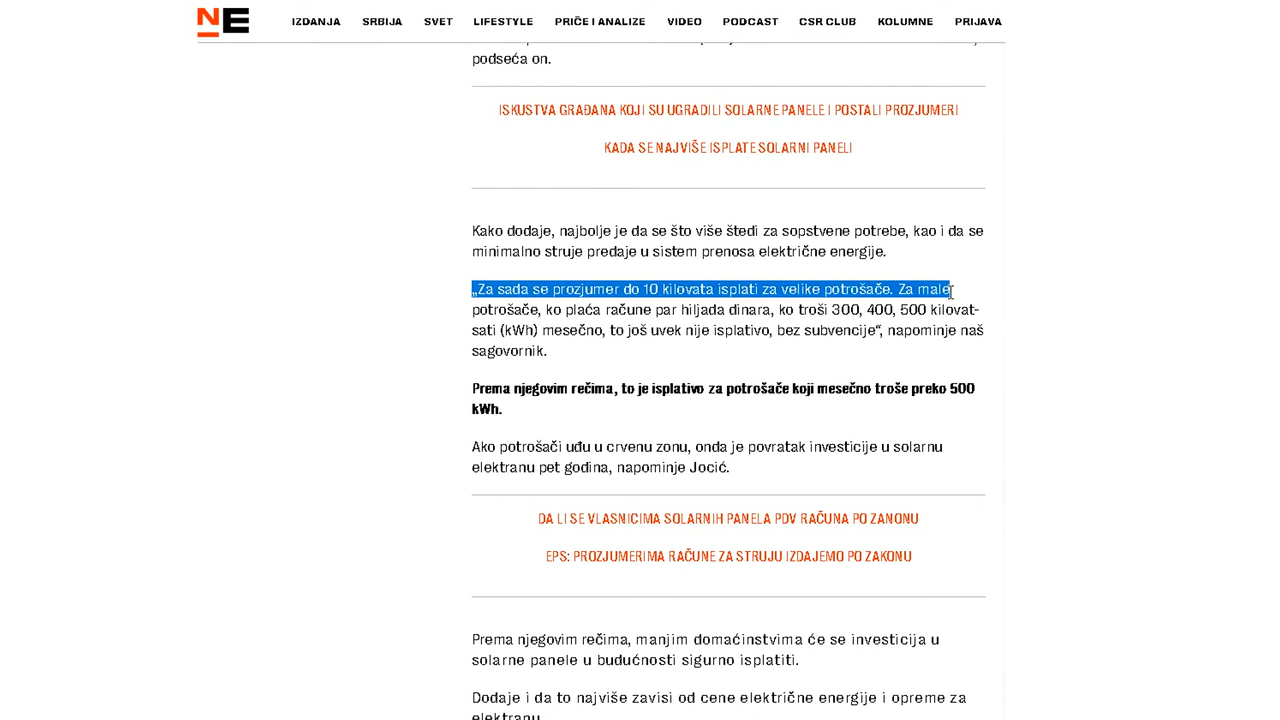 NE
IZDANJA SRBIJA SVET LIFESTYLE PRIČE I ANALIZE VIDEO PODCAST CSR CLUB KOLUMNE PRIJAVA
podseća on.
ISKUSTVA GRAĐANA KOJI SU UGRADILI SOLARNE PANELE I POSTALI PROZJUMERI
KADA SE NAJVIŠE ISPLATE SOLARNI PANELI
Kako dodaje, najbolje je da se što više štedi za sopstvene potrebe, kao i da se
minimalno struje predaje u sistem prenosa električne energije.
„Za sada se prozjumer do 10 kilovata isplati za velike potrošače. Za male
potrošače, ko plaća račune par hiljada dinara, ko troši 300, 400, 500 kilovat-
sati (kWh) mesečno, to još uvek nije isplativo, bez subvencije“, napominje naš
sagovornik.
Prema njegovim rečima, to je isplativo za potrošače koji mesečno troše preko 500
kWh.
Ako potrošači uđu u crvenu zonu, onda je povratak investicije u solarnu
elektranu pet godina, napominje Jocić.
DA LI SE VLASNICIMA SOLARNIH PANELA PDV RAČUNA PO ZANONU
EPS: PROZJUMERIMA RAČUNE ZA STRUJU IZDAJEMO PO ZAKONU
Prema njegovim rečima, manjim domaćinstvima će se investicija u
solarne panele u budućnosti sigurno isplatiti.
Dodaje i da to najviše zavisi od cene električne energije i opreme za
elektranu.